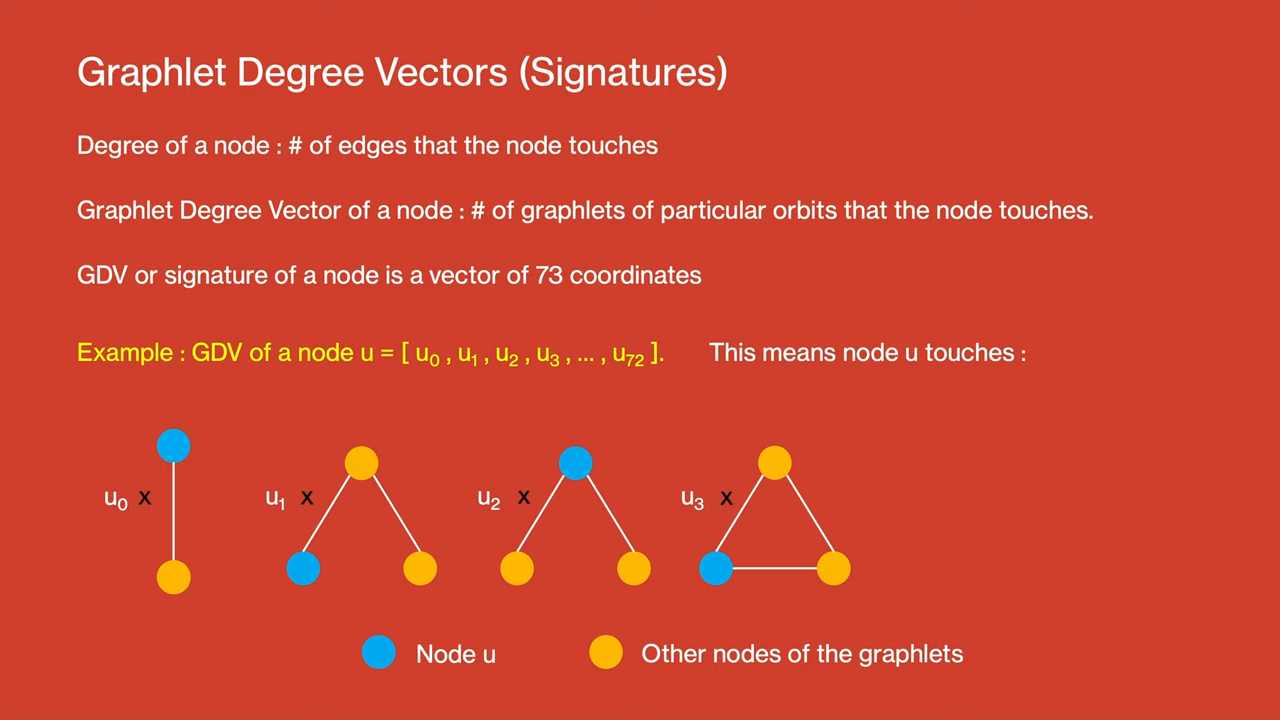 Graphlet Degree Vectors (Signatures)
Degree of a node : # of edges that the node touches
Graphlet Degree Vector of a node : # of graphlets of particular orbits that the node touches.
GDV or signature of a node is a vector of 73 coordinates
Example : GDV of a node u = [ u₀ , u₁ , u₂ , u₃ , ... , u₇₂ ]. This means node u touches :
u₀ x u₁ x u₂ x u₃ x
Node u Other nodes of the graphlets